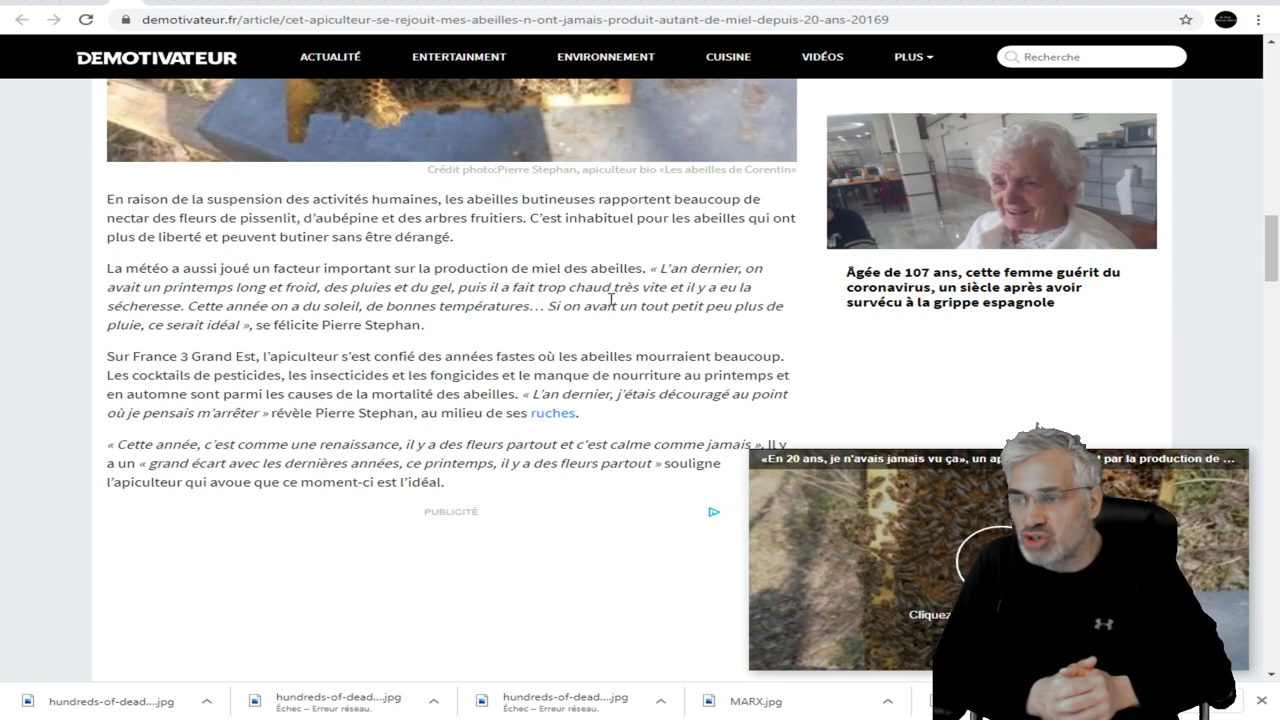 demotivateur.fr/article/cet-apiculteur-se-rejouit-mes-abeilles-n-ont-jamais-produit-autant-de-miel-depuis-20-ans-20169
DEMOTIVATEUR
ACTUALITÉ
ENTERTAINMENT
ENVIRONNEMENT
CUISINE
VIDÉOS
PLUS
Recherche
Crédit photo:Pierre Stephan, apiculteur bio «Les abeilles de Corentin»
En raison de la suspension des activités humaines, les abeilles butineuses rapportent beaucoup de
nectar des fleurs de pissenlit, d'aubépine et des arbres fruitiers. C'est inhabituel pour les abeilles qui ont
plus de liberté et peuvent butiner sans être dérangé.
La météo a aussi joué un facteur important sur la production de miel des abeilles. « L'an dernier, on
avait un printemps long et froid, des pluies et du gel, puis il a fait trop chaud très vite et il y a eu la
sécheresse. Cette année on a du soleil, de bonnes températures… Si on avait un tout petit peu plus de
pluie, ce serait idéal », se félicite Pierre Stephan.
Sur France 3 Grand Est, l'apiculteur s'est confié des années fastes où les abeilles mourraient beaucoup.
Les cocktails de pesticides, les insecticides et les fongicides et le manque de nourriture au printemps et
en automne sont parmi les causes de la mortalité des abeilles. « L'an dernier, j'étais découragé au point
où je pensais m'arrêter » révèle Pierre Stephan, au milieu de ses ruches.
« Cette année, c'est comme une renaissance, il y a des fleurs partout et c'est calme comme jamais ». Il y
a un « grand écart avec les dernières années, ce printemps, il y a des fleurs partout » souligne
l'apiculteur qui avoue que ce moment-ci est l'idéal.
PUBLICITÉ
Âgée de 107 ans, cette femme guérit du
coronavirus, un siècle après avoir
survécu à la grippe espagnole
«En 20 ans, je n'avais jamais vu ça», un par la production de ...
Cliquez
hundreds-of-dead....jpg
hundreds-of-dead....jpg
Échec – Erreur réseau.
hundreds-of-dead....jpg
Échec – Erreur réseau.
MARX.jpg